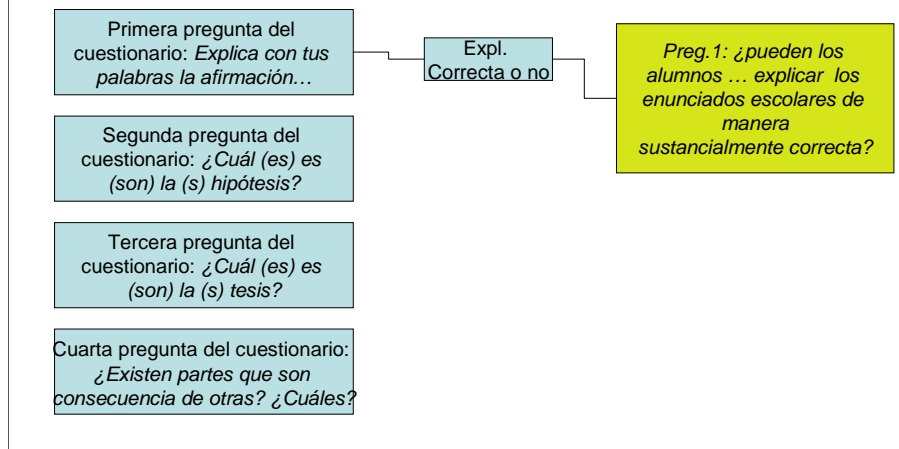 Primera pregunta del
cuestionario: Explica con tus
palabras la afirmación…
Expl.
Correcta o no
Preg.1: ¿pueden los
alumnos … explicar los
enunciados escolares de
manera
sustancialmente correcta?
Segunda pregunta del
cuestionario: ¿Cuál (es) es
(son) la (s) hipótesis?
Tercera pregunta del
cuestionario: ¿Cuál (es) es
(son) la (s) tesis?
Cuarta pregunta del cuestionario:
¿Existen partes que son
consecuencia de otras? ¿Cuáles?